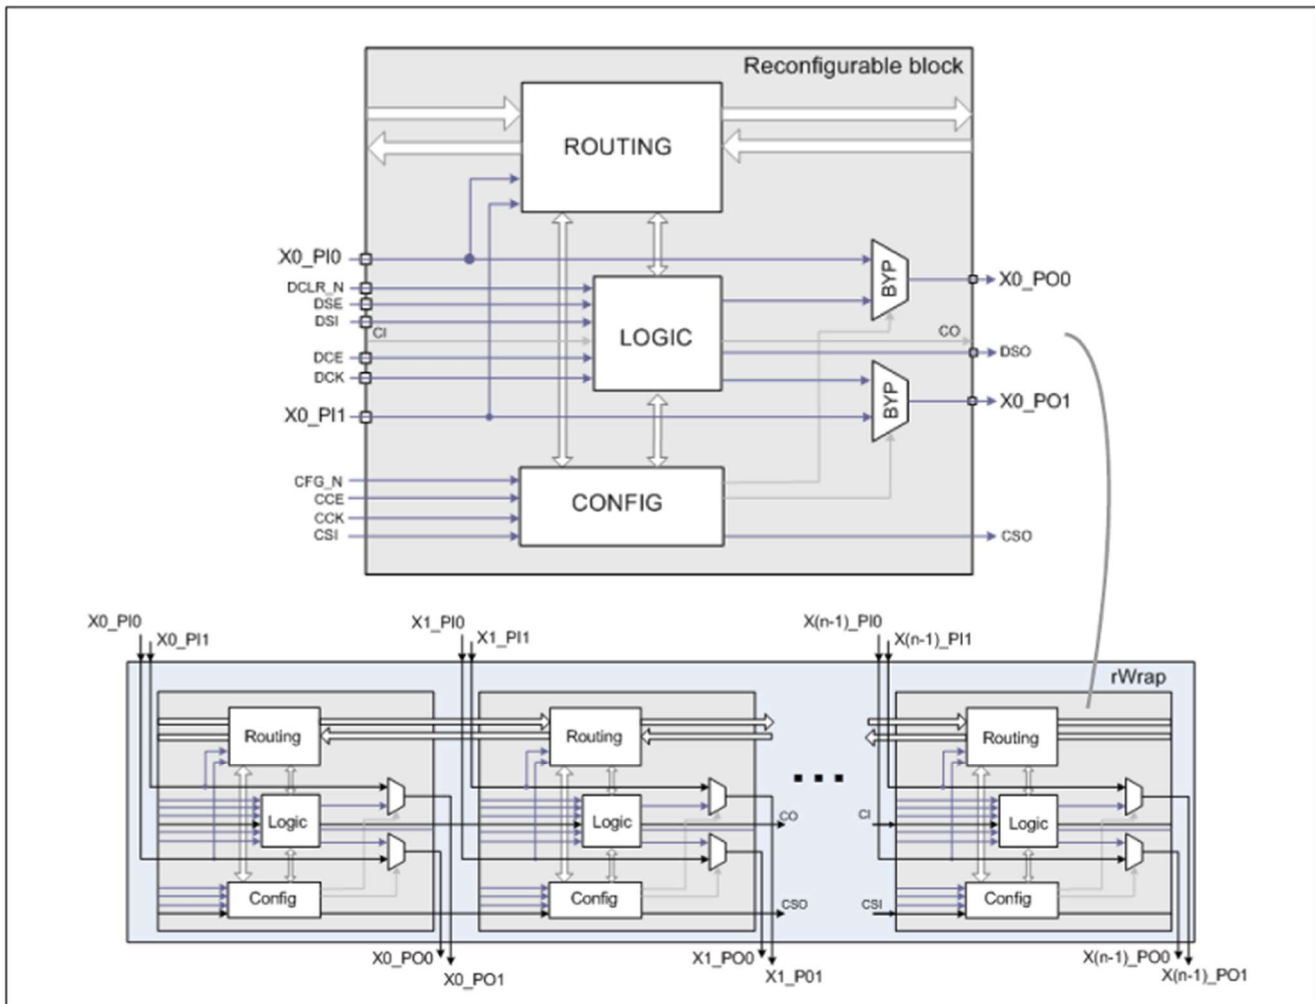 Reconfigurable block
ROUTING
X0_PI0
DCLR_N
DSE
DSI
CI
DCE
DCK
X0_PI1
LOGIC
BYP
BYP
X0_PO0
CO
DSO
X0_PO1
CFG_N
CCE
CCK
CSI
CONFIG
CSO
X0_PI0
X0_PI1
X1_PI0
X1_PI1
X(n-1)_PI0
X(n-1)_PI1
rWrap
Routing
Routing
Routing
Logic
Logic
CO
CI
Logic
Config
Config
CSO
CSI
Config
X0_PO0
X0_PO1
X1_PO0
X1_P01
X(n-1)_PO0
X(n-1)_PO1